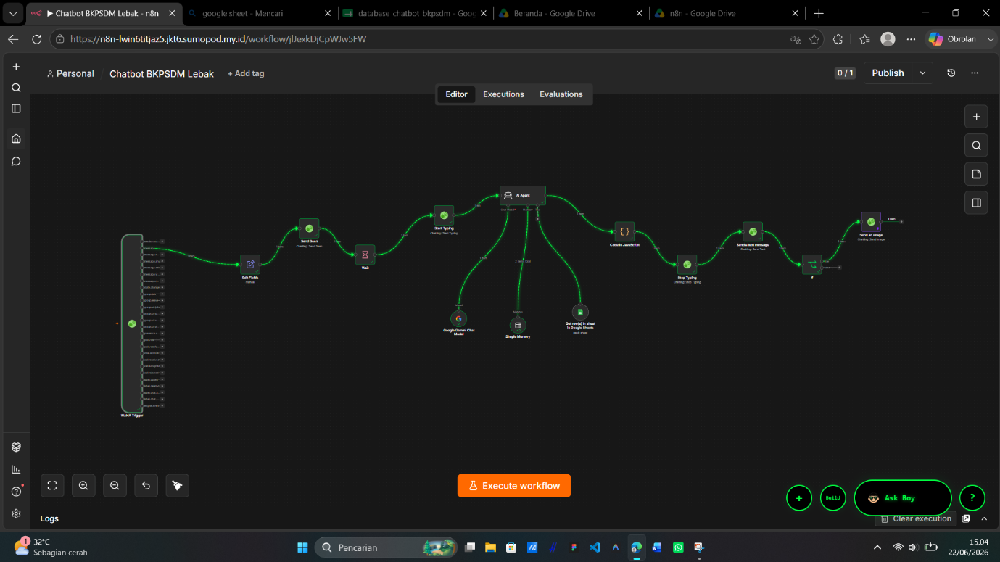 ▶ Chatbot BKPSDM Lebak - n8n
google sheet - Mencari
database_chatbot_bkpsdm - Goog
Beranda - Google Drive
n8n - Google Drive
https://n8n-lwin6titjaz5.jkt6.sumopod.my.id/workflow/jlJexkDjCpWJw5FW
Obrolan
Personal / Chatbot BKPSDM Lebak + Add tag
0 / 1
Publish
Editor Executions Evaluations
AI Agent
Start Typing
Chatting: Start Typing
Send Seen
Chatting: Send Seen
Wait
Edit Fields
manual
Code in JavaScript
Send a text message
Chatting: Send Text
Send an Image
Chatting: Send Image
Stop Typing
Chatting: Stop Typing
If
Google Gemini Chat
Model
Simple Memory
Get row(s) in sheet
in Google Sheets
read: sheet
WAHA Trigger
Execute workflow
Build
Ask Boy
?
Logs
Clear execution
1
32°C
Sebagian cerah
Pencarian
15.04
22/06/2026